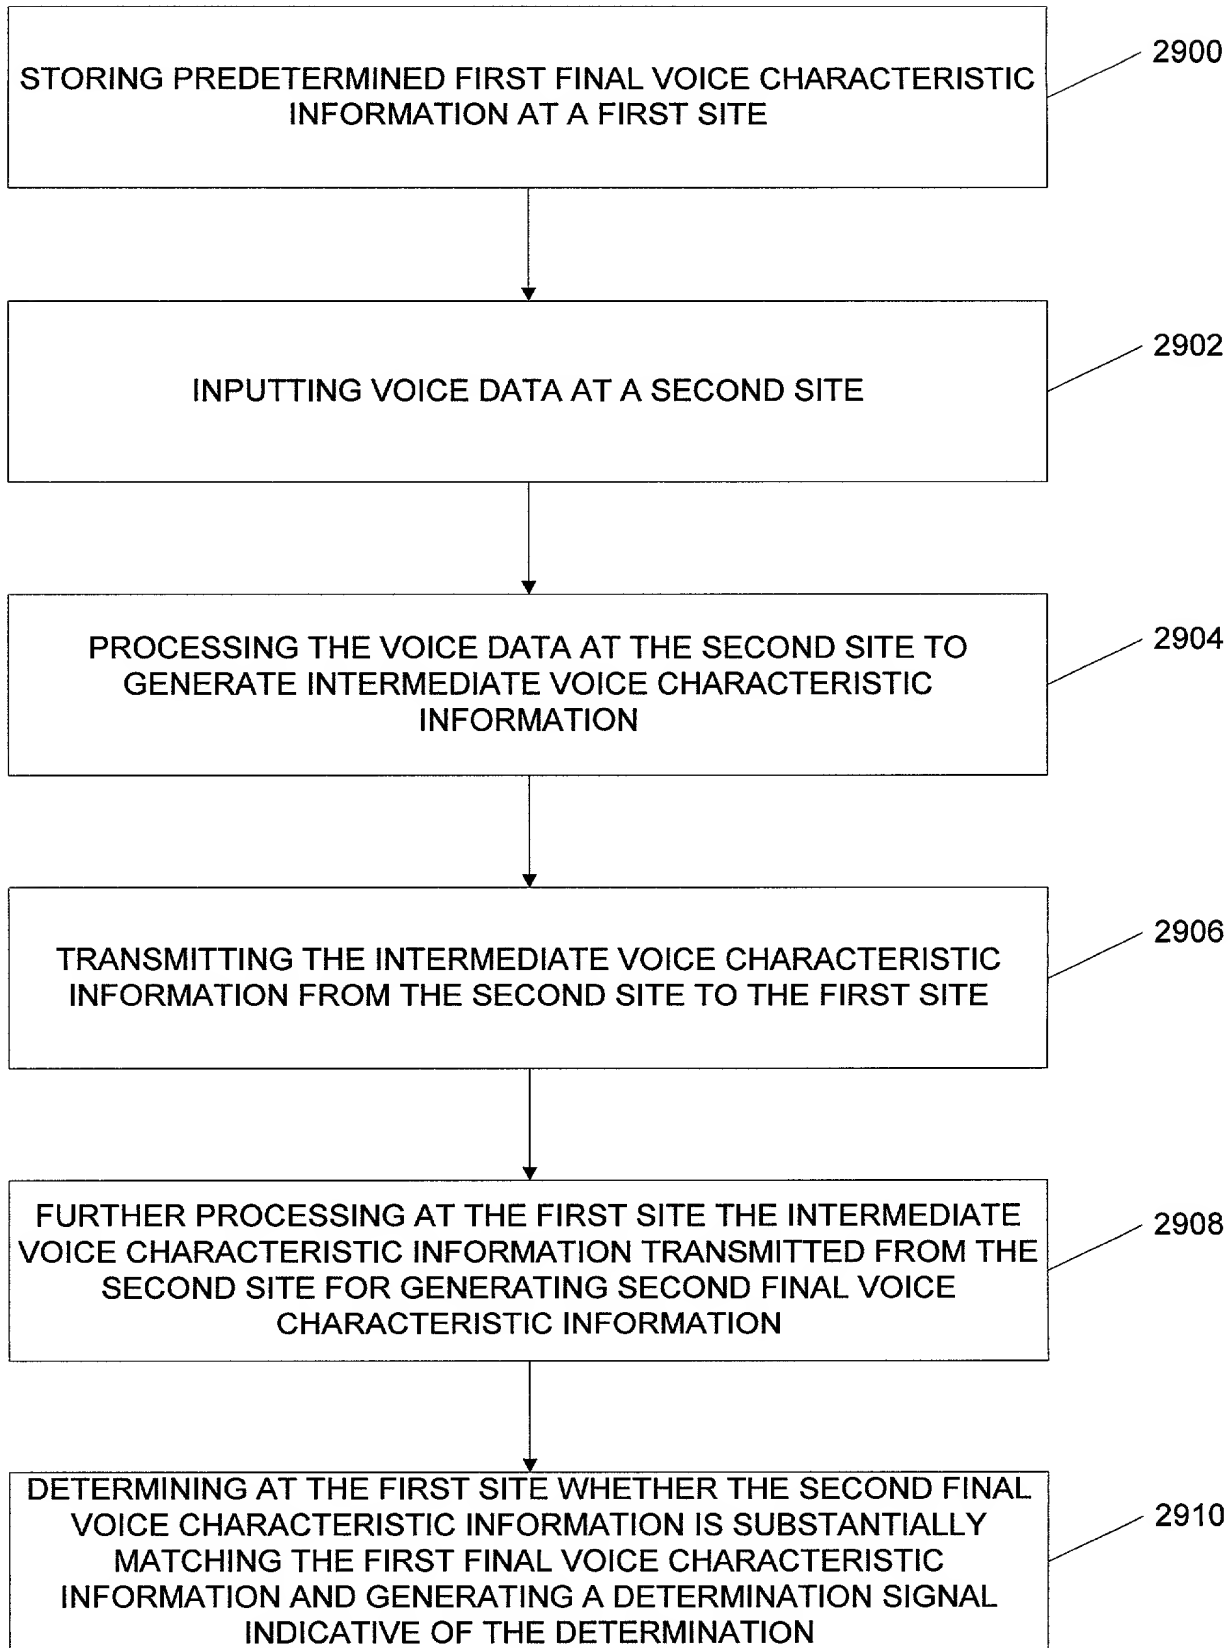 STORING PREDETERMINED FIRST FINAL VOICE CHARACTERISTIC
INFORMATION AT A FIRST SITE
2900
INPUTTING VOICE DATA AT A SECOND SITE
2902
PROCESSING THE VOICE DATA AT THE SECOND SITE TO
GENERATE INTERMEDIATE VOICE CHARACTERISTIC
INFORMATION
2904
TRANSMITTING THE INTERMEDIATE VOICE CHARACTERISTIC
INFORMATION FROM THE SECOND SITE TO THE FIRST SITE
2906
FURTHER PROCESSING AT THE FIRST SITE THE INTERMEDIATE
VOICE CHARACTERISTIC INFORMATION TRANSMITTED FROM THE
SECOND SITE FOR GENERATING SECOND FINAL VOICE
CHARACTERISTIC INFORMATION
2908
DETERMINING AT THE FIRST SITE WHETHER THE SECOND FINAL
VOICE CHARACTERISTIC INFORMATION IS SUBSTANTIALLY
MATCHING THE FIRST FINAL VOICE CHARACTERISTIC
INFORMATION AND GENERATING A DETERMINATION SIGNAL
INDICATIVE OF THE DETERMINATION
2910